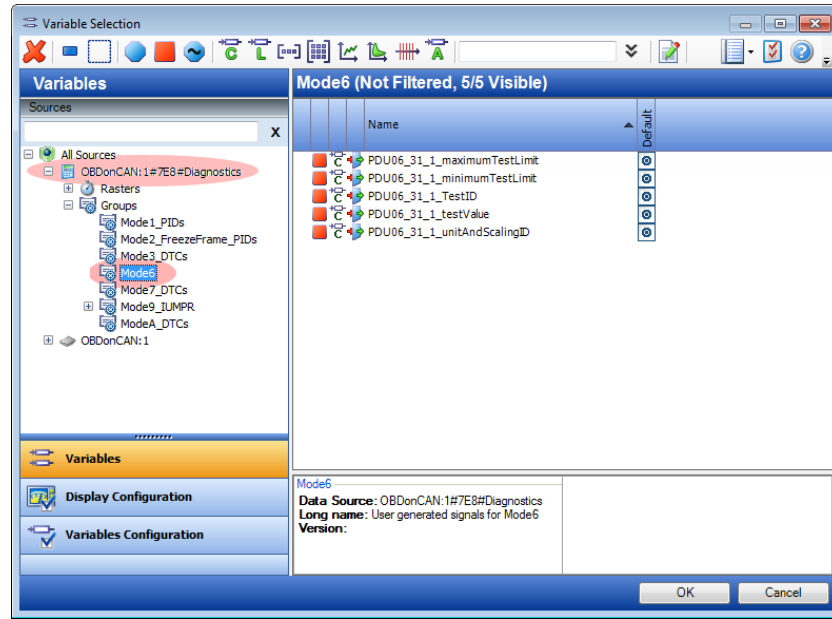 Variable Selection
Variables
Sources
X
All Sources
OBDonCAN:1#7E8#Diagnostics
Rasters
Groups
Mode1_PIDs
Mode2_FreezeFrame_PIDs
Mode3_DTCs
Mode6
Mode7_DTCs
Mode9_IUMPR
ModeA_DTCs
OBDonCAN:1
Variables
Display Configuration
Variables Configuration
Mode6 (Not Filtered, 5/5 Visible)
Name
Default
PDU06_31_1_maximumTestLimit
PDU06_31_1_minimumTestLimit
PDU06_31_1_TestID
PDU06_31_1_testValue
PDU06_31_1_unitAndScalingID
Mode6
Data Source: OBDonCAN:1#7E8#Diagnostics
Long name: User generated signals for Mode6
Version:
OK Cancel